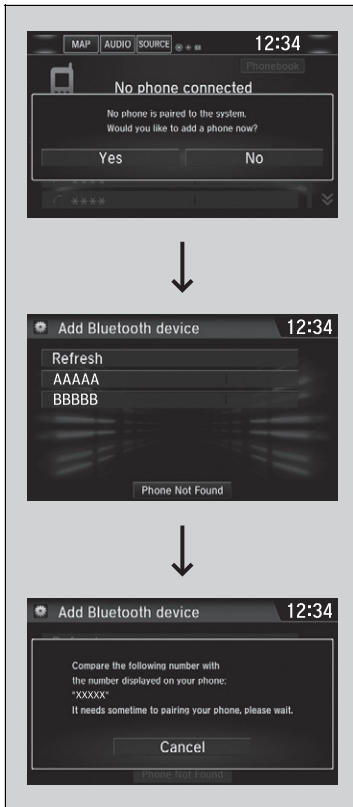 MAP AUDIO SOURCE 12:34
Phonebook
No phone connected
No phone is paired to the system.
Would you like to add a phone now?
Yes No
****
****
Add Bluetooth device 12:34
Refresh
AAAAA
BBBBB
Phone Not Found
Add Bluetooth device 12:34
Compare the following number with
the number displayed on your phone:
"XXXXX"
It needs sometime to pairing your phone, please wait.
Cancel
Phone Not Found